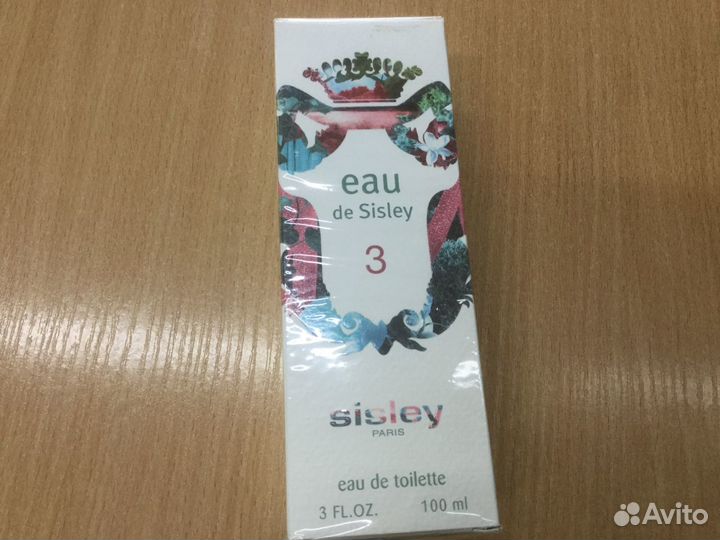 eau
de Sisley
3
sisley
PARIS
eau de toilette
3 FL.OZ. 100 ml
Avito